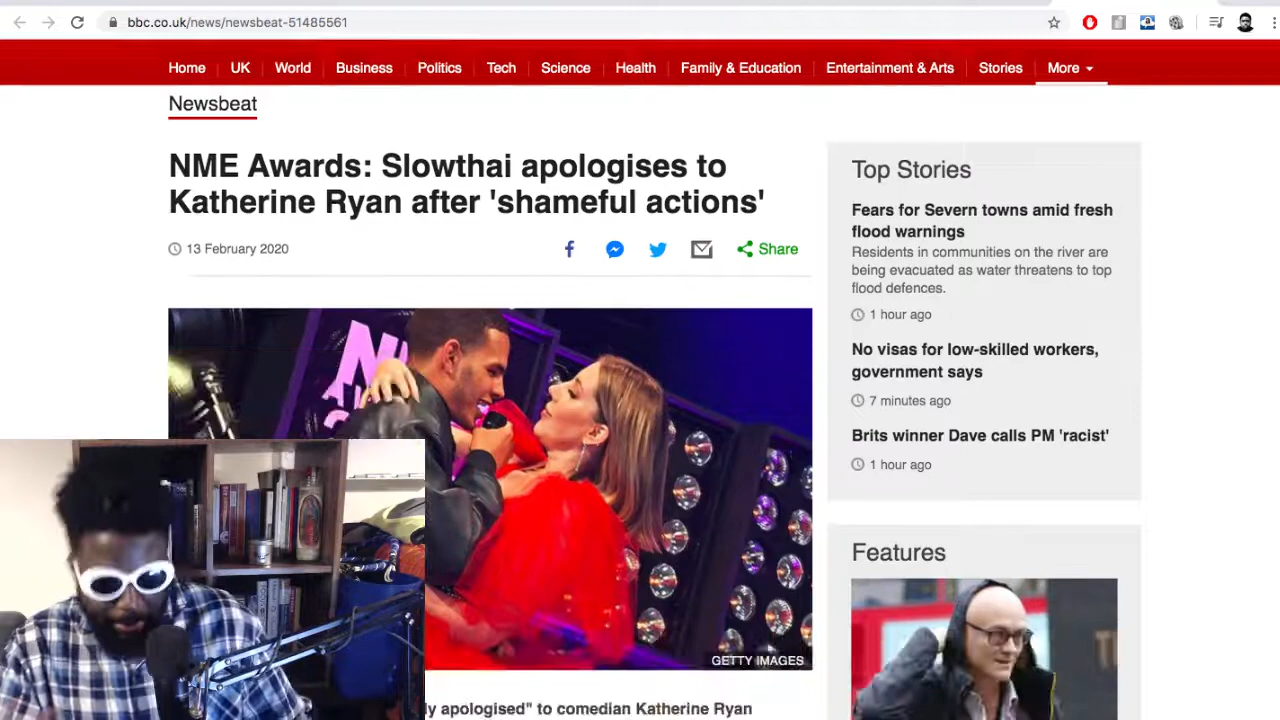 bbc.co.uk/news/newsbeat-51485561
Home UK World Business Politics Tech Science Health Family & Education Entertainment & Arts Stories More
Newsbeat
NME Awards: Slowthai apologises to
Katherine Ryan after 'shameful actions'
13 February 2020
Share
GETTY IMAGES
apologised" to comedian Katherine Ryan
Top Stories
Fears for Severn towns amid fresh
flood warnings
Residents in communities on the river are
being evacuated as water threatens to top
flood defences.
1 hour ago
No visas for low-skilled workers,
government says
7 minutes ago
Brits winner Dave calls PM 'racist'
1 hour ago
Features